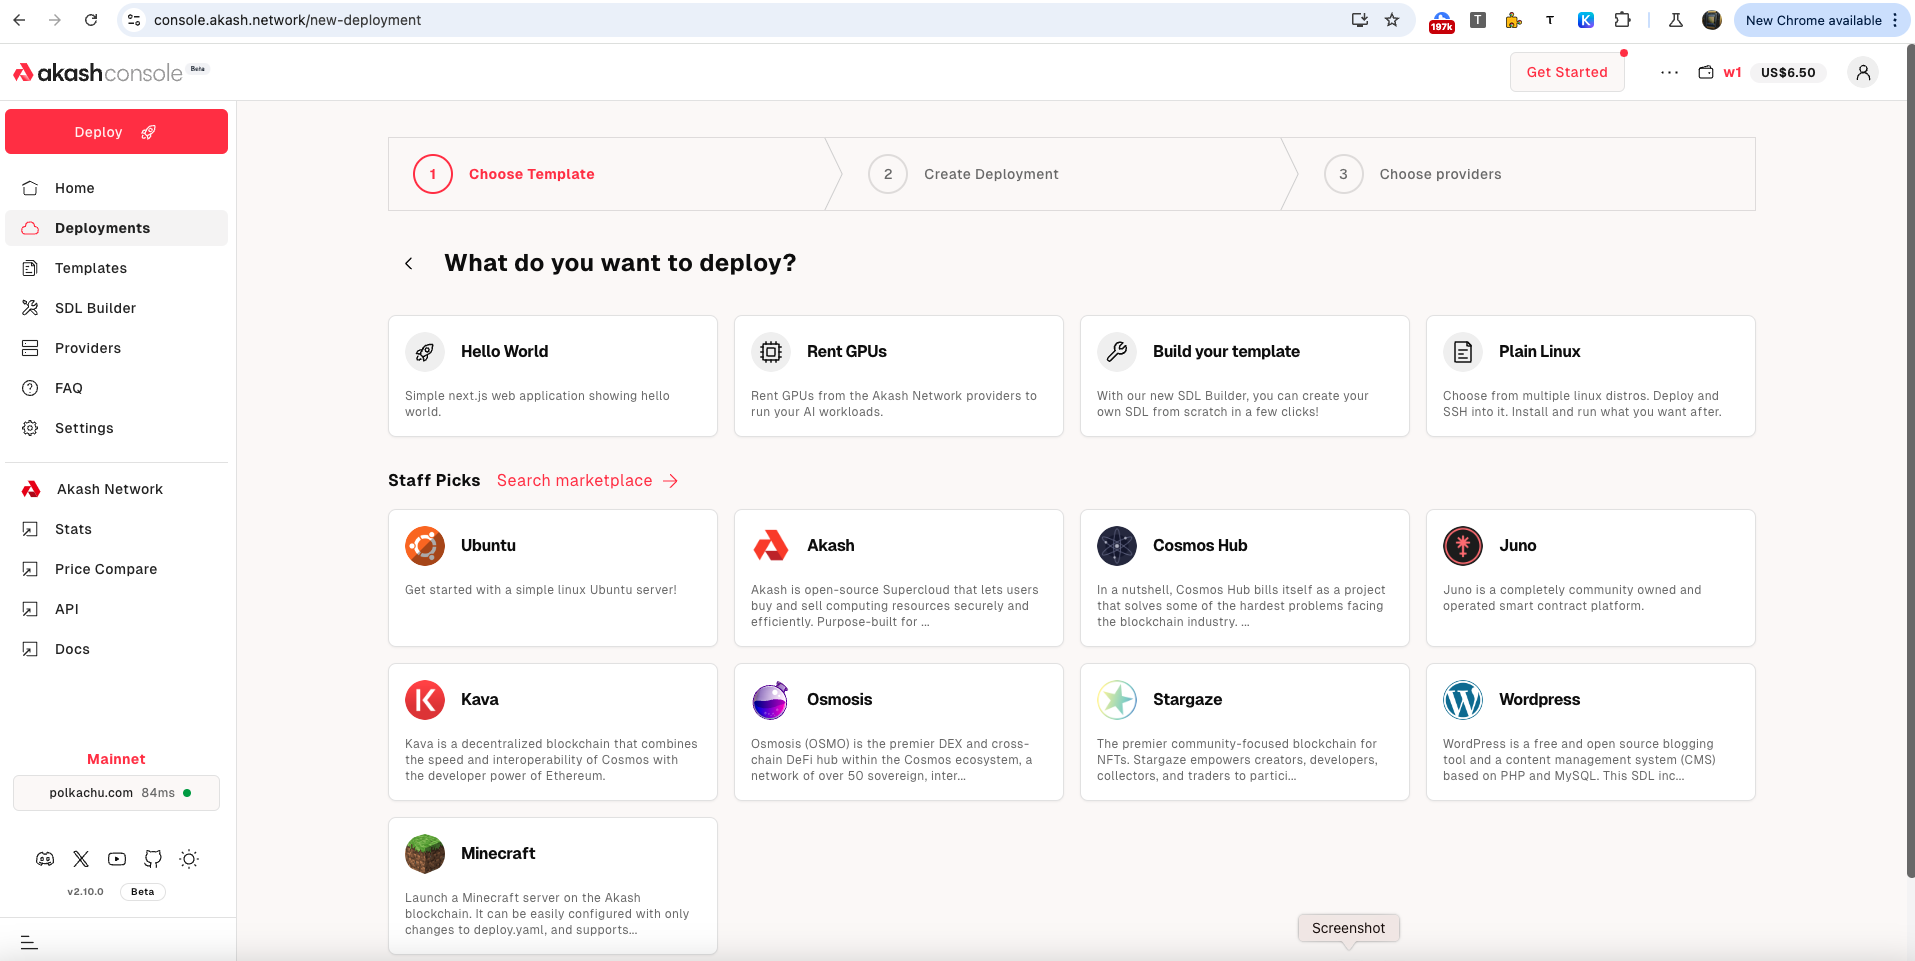 console.akash.network/new-deployment
197k
T
T
K
New Chrome available
akashconsole Beta
Get Started
w1
US$6.50
Deploy
Home
Deployments
Templates
SDL Builder
Providers
FAQ
Settings
Akash Network
Stats
Price Compare
API
Docs
Mainnet
polkachu.com 84ms
v2.10.0 Beta
1 Choose Template
2 Create Deployment
3 Choose providers
What do you want to deploy?
Hello World
Simple next.js web application showing hello
world.
Rent GPUs
Rent GPUs from the Akash Network providers to
run your AI workloads.
Build your template
With our new SDL Builder, you can create your
own SDL from scratch in a few clicks!
Plain Linux
Choose from multiple linux distros. Deploy and
SSH into it. Install and run what you want after.
Staff Picks Search marketplace
Ubuntu
Get started with a simple linux Ubuntu server!
Akash
Akash is open-source Supercloud that lets users
buy and sell computing resources securely and
efficiently. Purpose-built for ...
Cosmos Hub
In a nutshell, Cosmos Hub bills itself as a project
that solves some of the hardest problems facing
the blockchain industry. ...
Juno
Juno is a completely community owned and
operated smart contract platform.
Kava
Kava is a decentralized blockchain that combines
the speed and interoperability of Cosmos with
the developer power of Ethereum.
Osmosis
Osmosis (OSMO) is the premier DEX and cross-
chain DeFi hub within the Cosmos ecosystem, a
network of over 50 sovereign, inter...
Stargaze
The premier community-focused blockchain for
NFTs. Stargaze empowers creators, developers,
collectors, and traders to partici...
Wordpress
WordPress is a free and open source blogging
tool and a content management system (CMS)
based on PHP and MySQL. This SDL inc...
Minecraft
Launch a Minecraft server on the Akash
blockchain. It can be easily configured with only
changes to deploy.yaml, and supports...
Screenshot